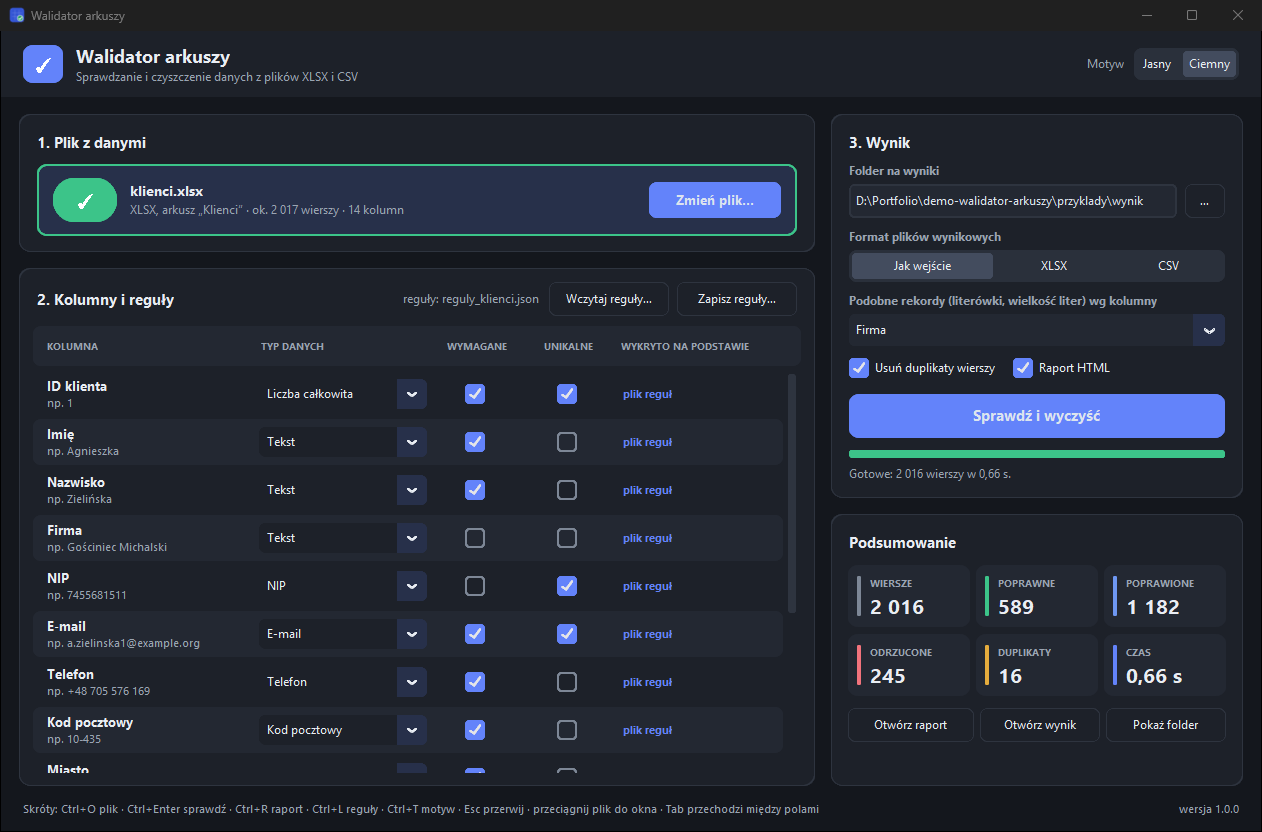 Walidator arkuszy
Walidator arkuszy
Sprawdzanie i czyszczenie danych z plików XLSX i CSV
Motyw Jasny Ciemny
1. Plik z danymi
klienci.xlsx
XLSX, arkusz „Klienci” · ok. 2 017 wierszy · 14 kolumn
Zmień plik...
2. Kolumny i reguły
reguły: reguly_klienci.json Wczytaj reguły... Zapisz reguły...
KOLUMNA TYP DANYCH WYMAGANE UNIKALNE WYKRYTO NA PODSTAWIE
ID klienta
np. 1
Liczba całkowita plik reguł
Imię
np. Agnieszka
Tekst plik reguł
Nazwisko
np. Zielińska
Tekst plik reguł
Firma
np. Gościniec Michalski
Tekst plik reguł
NIP
np. 7455681511
NIP plik reguł
E-mail
np. a.zielinska1@example.org
E-mail plik reguł
Telefon
np. +48 705 576 169
Telefon plik reguł
Kod pocztowy
np. 10-435
Kod pocztowy plik reguł
Miasto
3. Wynik
Folder na wyniki
D:\Portfolio\demo-walidator-arkuszy\przyklady\wynik ...
Format plików wynikowych
Jak wejście XLSX CSV
Podobne rekordy (literówki, wielkość liter) wg kolumny
Firma
Usuń duplikaty wierszy Raport HTML
Sprawdź i wyczyść
Gotowe: 2 016 wierszy w 0,66 s.
Podsumowanie
WIERSZE
2 016
POPRAWNE
589
POPRAWIONE
1 182
ODRZUCONE
245
DUPLIKATY
16
CZAS
0,66 s
Otwórz raport Otwórz wynik Pokaż folder
Skróty: Ctrl+O plik · Ctrl+Enter sprawdź · Ctrl+R raport · Ctrl+L reguły · Ctrl+T motyw · Esc przerwij · przeciągnij plik do okna · Tab przechodzi między polami
wersja 1.0.0